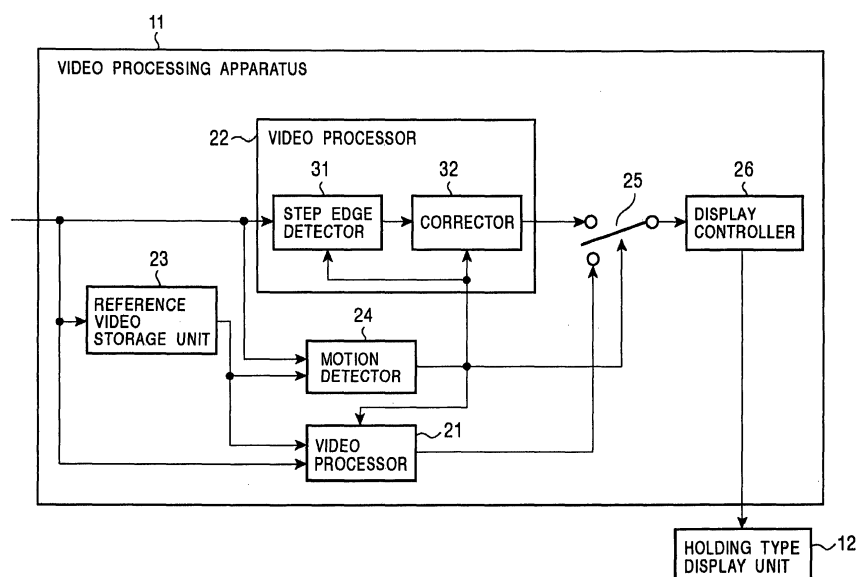 11
VIDEO PROCESSING APPARATUS
22
VIDEO PROCESSOR
31
STEP EDGE
DETECTOR
32
CORRECTOR
25
26
DISPLAY
CONTROLLER
23
REFERENCE
VIDEO
STORAGE UNIT
24
MOTION
DETECTOR
21
VIDEO
PROCESSOR
HOLDING TYPE
DISPLAY UNIT
12